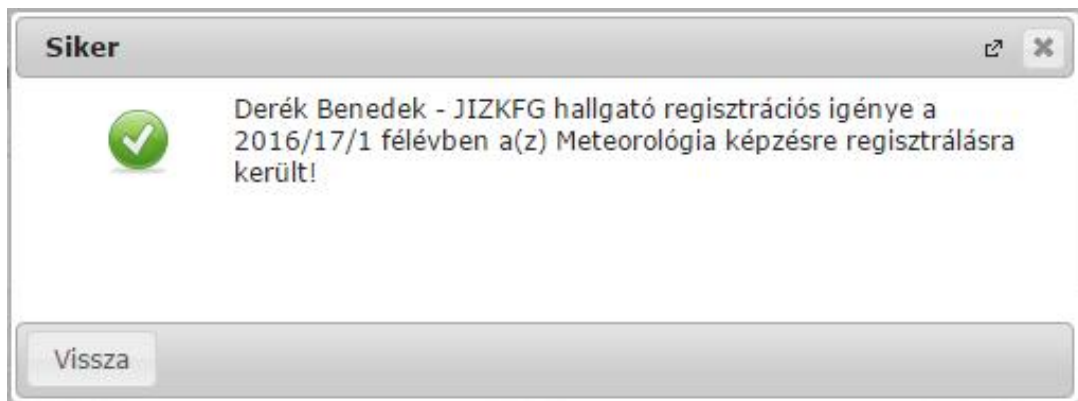 Siker
Derék Benedek - JIZKFG hallgató regisztrációs igénye a
2016/17/1 félévben a(z) Meteorológia képzésre regisztrálásra
került!
Vissza